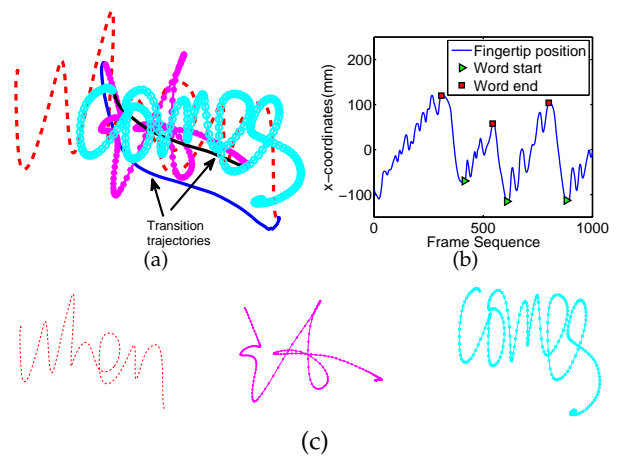 Transition
trajectories
(a)
x-coordinates(mm)
200
100
0
−100
0
500
1000
Fingertip position
Word start
Word end
Frame Sequence
(b)
when
comes
(c)